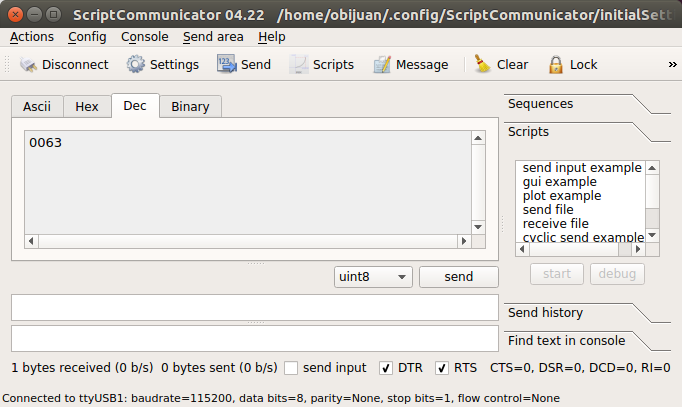 ScriptCommunicator 04.22 /home/obijuan/.config/ScriptCommunicator/initialSett
Actions Config Console Send area Help
Disconnect Settings Send Scripts Message Clear Lock »
Ascii Hex Dec Binary
0063
uint8 send
Sequences
Scripts
send input example
gui example
plot example
send file
receive file
cyclic send example
start debug
Send history
Find text in console
1 bytes received (0 b/s) 0 bytes sent (0 b/s) send input DTR RTS CTS=0, DSR=0, DCD=0, RI=0
Connected to ttyUSB1: baudrate=115200, data bits=8, parity=None, stop bits=1, flow control=None